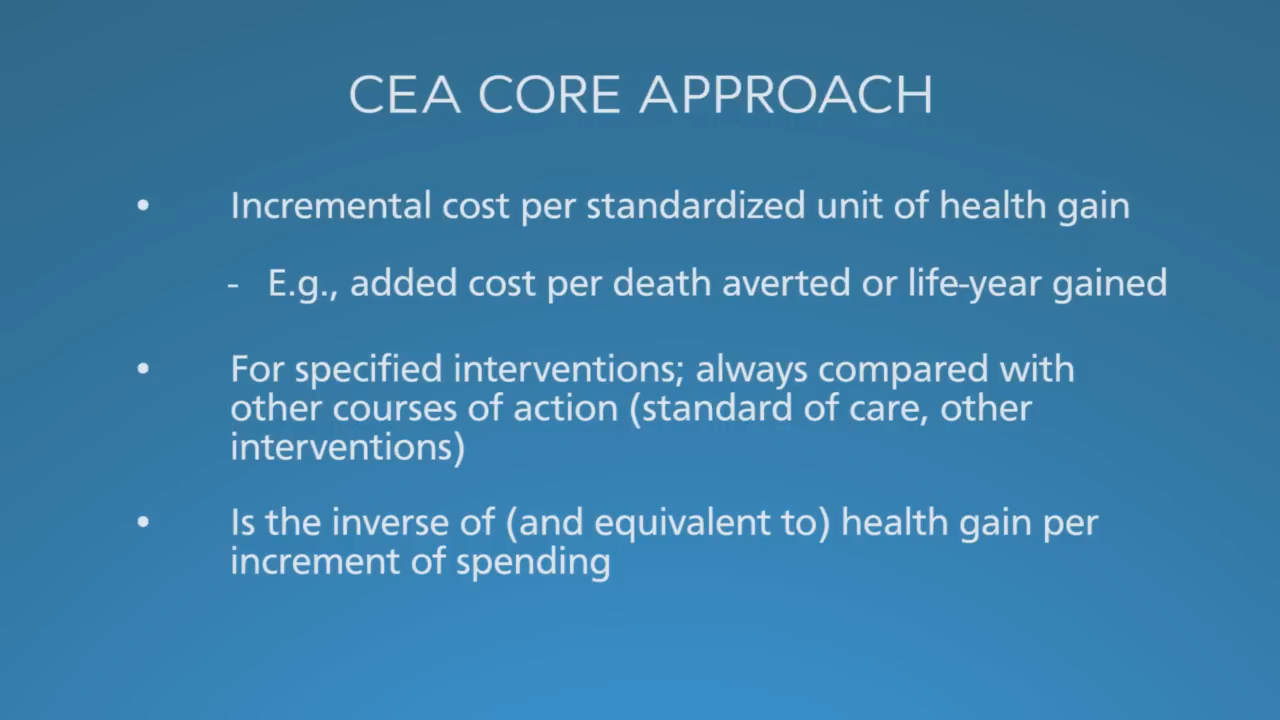 CEA CORE APPROACH
• Incremental cost per standardized unit of health gain
- E.g., added cost per death averted or life-year gained
• For specified interventions; always compared with
other courses of action (standard of care, other
interventions)
• Is the inverse of (and equivalent to) health gain per
increment of spending